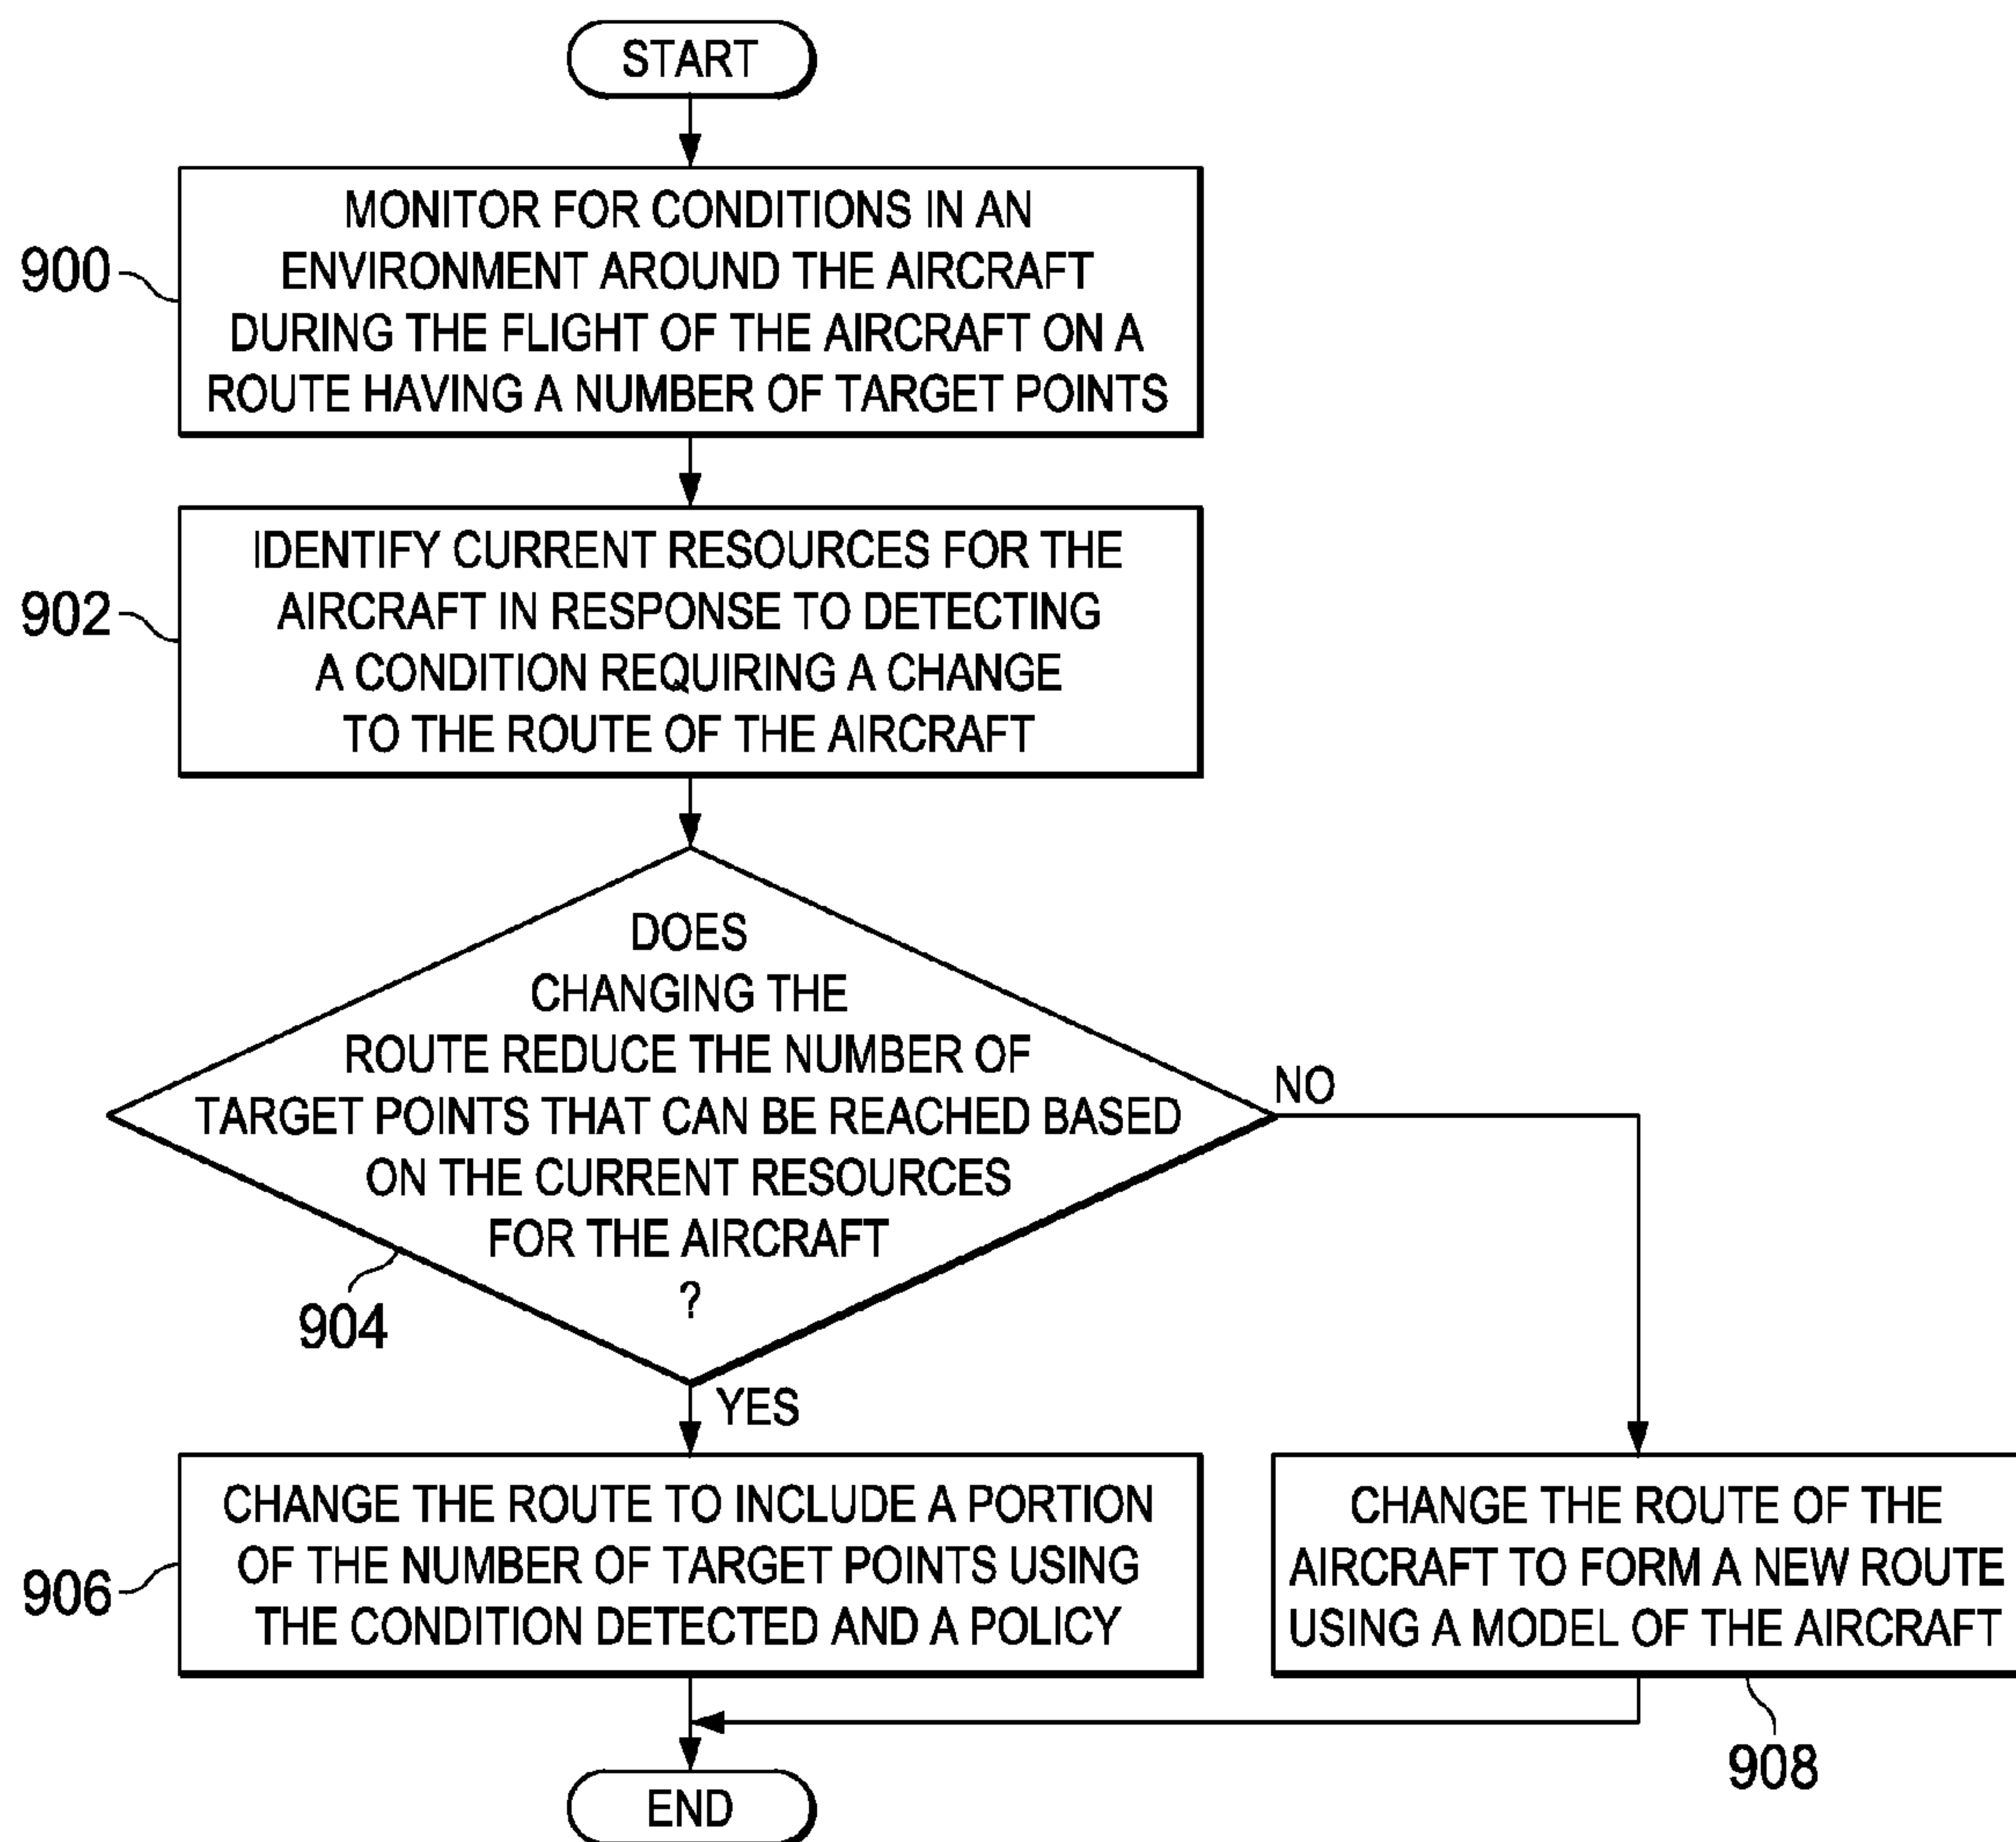 START
900
MONITOR FOR CONDITIONS IN AN
ENVIRONMENT AROUND THE AIRCRAFT
DURING THE FLIGHT OF THE AIRCRAFT ON A
ROUTE HAVING A NUMBER OF TARGET POINTS
902
IDENTIFY CURRENT RESOURCES FOR THE
AIRCRAFT IN RESPONSE TO DETECTING
A CONDITION REQUIRING A CHANGE
TO THE ROUTE OF THE AIRCRAFT
DOES
CHANGING THE
ROUTE REDUCE THE NUMBER OF
TARGET POINTS THAT CAN BE REACHED BASED
ON THE CURRENT RESOURCES
FOR THE AIRCRAFT
?
904
NO
YES
906
CHANGE THE ROUTE TO INCLUDE A PORTION
OF THE NUMBER OF TARGET POINTS USING
THE CONDITION DETECTED AND A POLICY
CHANGE THE ROUTE OF THE
AIRCRAFT TO FORM A NEW ROUTE
USING A MODEL OF THE AIRCRAFT
908
END